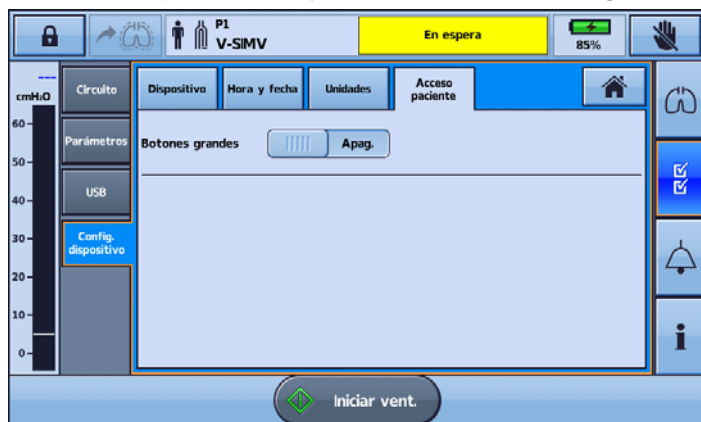 P1
V-SIMV
En espera
85%
---
cmH₂O
60
50
40
30
20
10
0
Circuito
Parámetros
USB
Config.
dispositivo
Dispositivo
Hora y fecha
Unidades
Acceso
paciente
Botones grandes
Apag.
i
Iniciar vent.